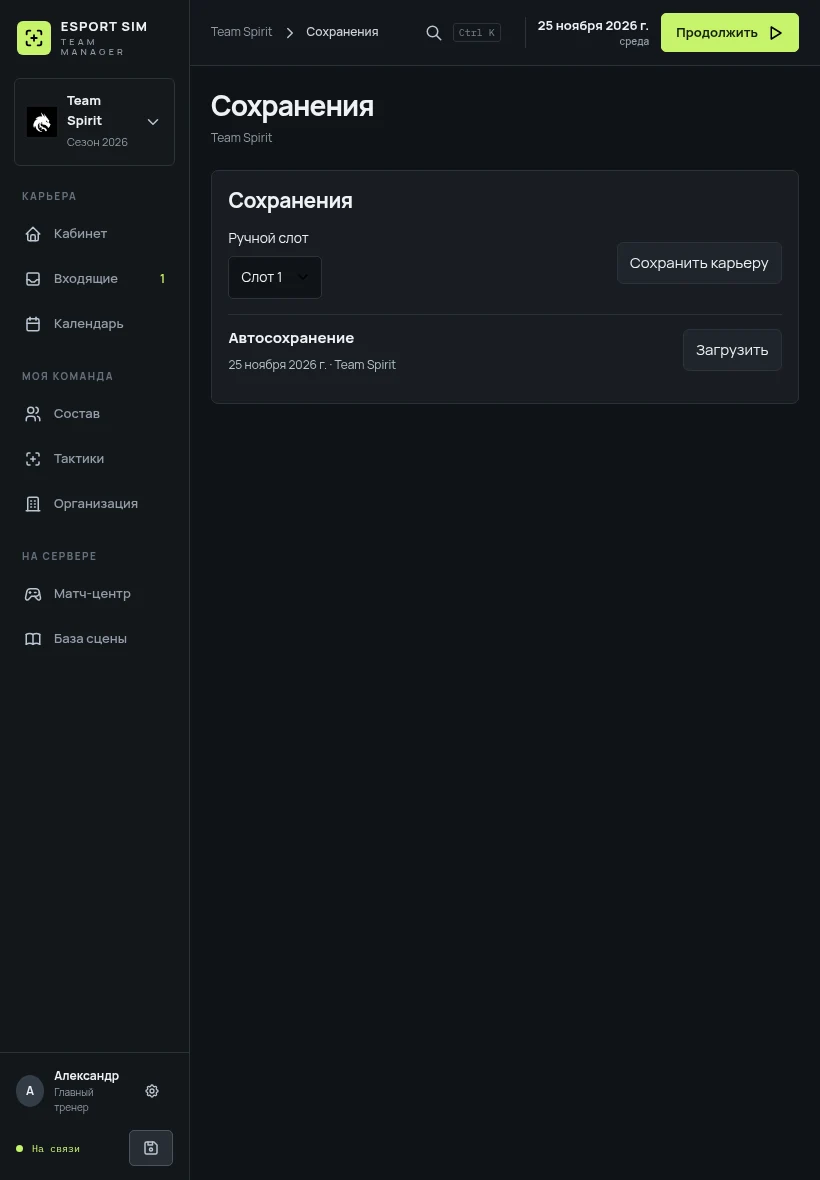 ESPORT SIM
TEAM
MANAGER
Team
Spirit
Сезон 2026
КАРЬЕРА
Кабинет
Входящие 1
Календарь
МОЯ КОМАНДА
Состав
Тактики
Организация
НА СЕРВЕРЕ
Матч-центр
База сцены
А
Александр
Главный
тренер
На связи
Team Spirit Сохранения
Ctrl K
25 ноября 2026 г.
среда
Продолжить
Сохранения
Team Spirit
Сохранения
Ручной слот
Слот 1
Сохранить карьеру
Автосохранение
25 ноября 2026 г. · Team Spirit
Загрузить